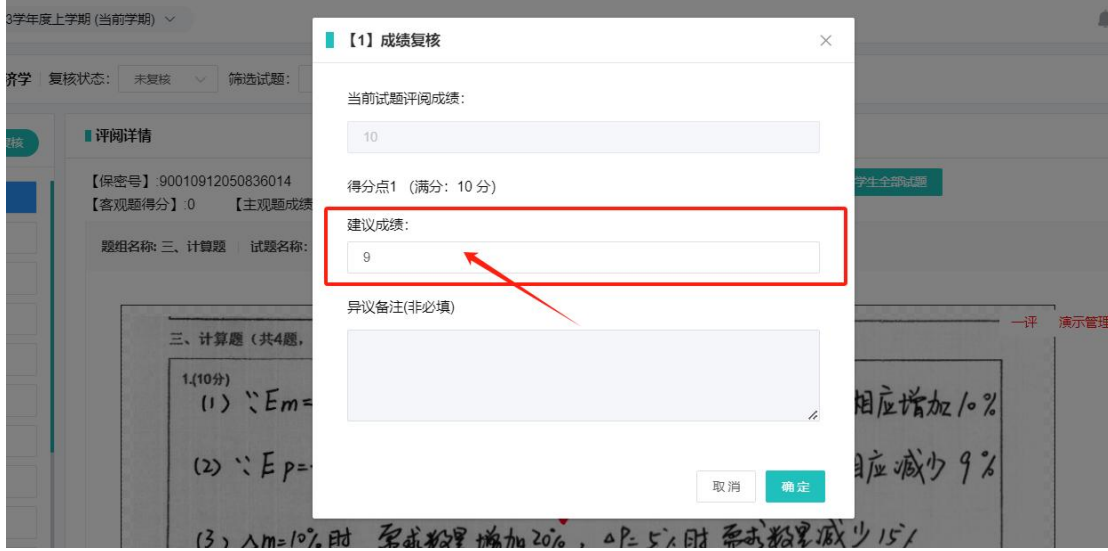 3学年度上学期 (当前学期)
济学 复核状态： 未复核 筛选试题：
【1】成绩复核
当前试题评阅成绩：
10
得分点1 （满分：10 分）
建议成绩：
9
异议备注(非必填)
取消 确定
评阅详情
【保密号】:90010912050836014 学生全部试题
【客观题得分】:0 【主观题成绩
题组名称: 三、计算题 试题名称:
一评 演示管理
三、计算题（共4题，
1.(10分)
(1) ∵Em= 相应增加10%
(2) ∵Ep=- 相应减少9%
(3) △m=10%时 需求数量增加20%，△P=5%时 需求数量减少15%